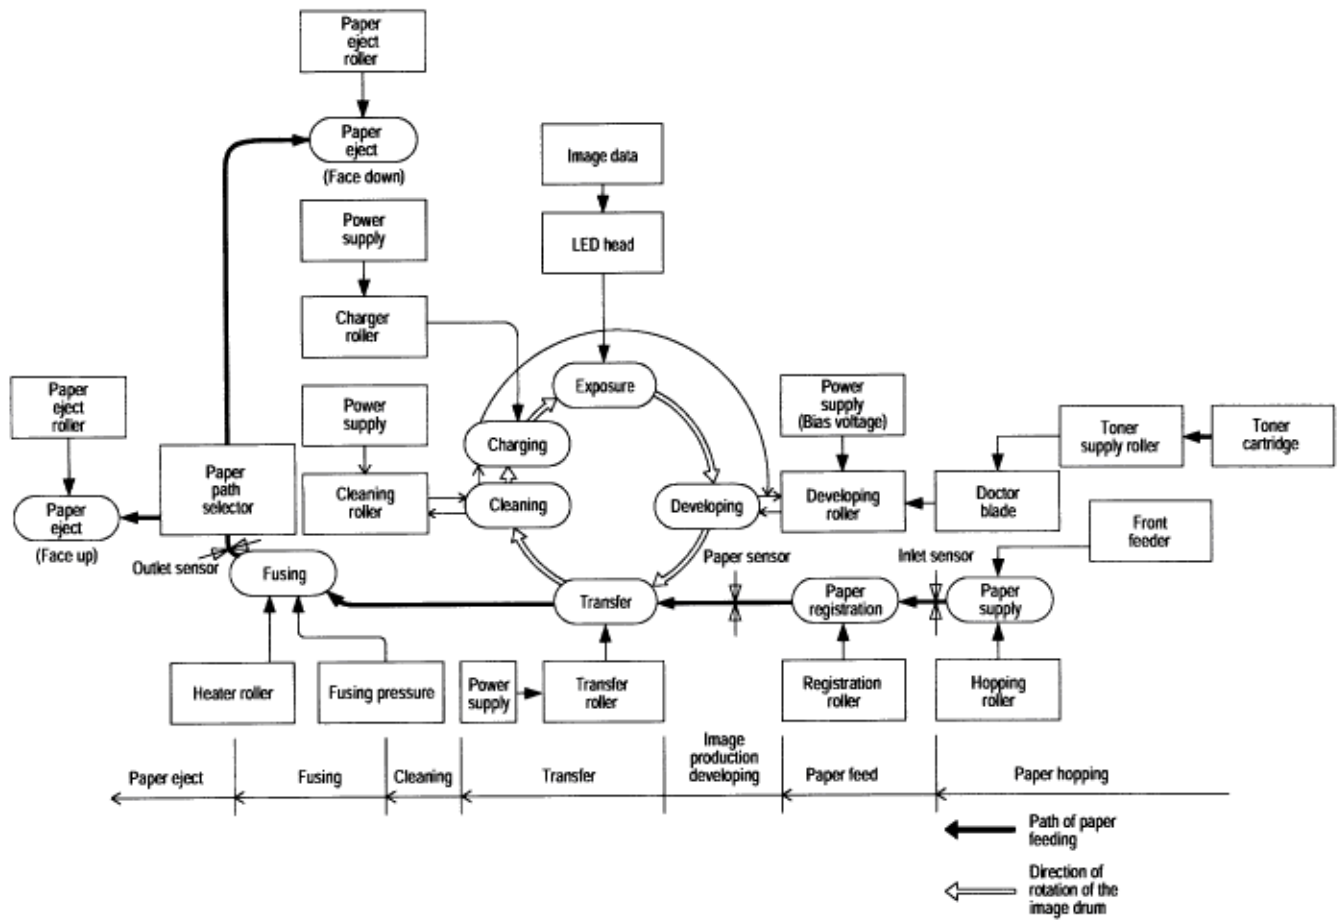 Paper
eject
roller
Paper
eject
(Face down)
Image data
LED head
Power
supply
Charger
roller
Power
supply
Cleaning
roller
Paper
eject
roller
Paper
eject
(Face up)
Paper
path
selector
Outlet sensor
Exposure
Charging
Cleaning
Developing
Transfer
Fusing
Power
supply
(Bias voltage)
Developing
roller
Toner
supply roller
Toner
cartridge
Doctor
blade
Front
feeder
Paper sensor
Inlet sensor
Paper
registration
Paper
supply
Heater roller
Fusing pressure
Power
supply
Transfer
roller
Registration
roller
Hopping
roller
Paper eject
Fusing
Cleaning
Transfer
Image
production
developing
Paper feed
Paper hopping
Path of paper
feeding
Direction of
rotation of the
image drum